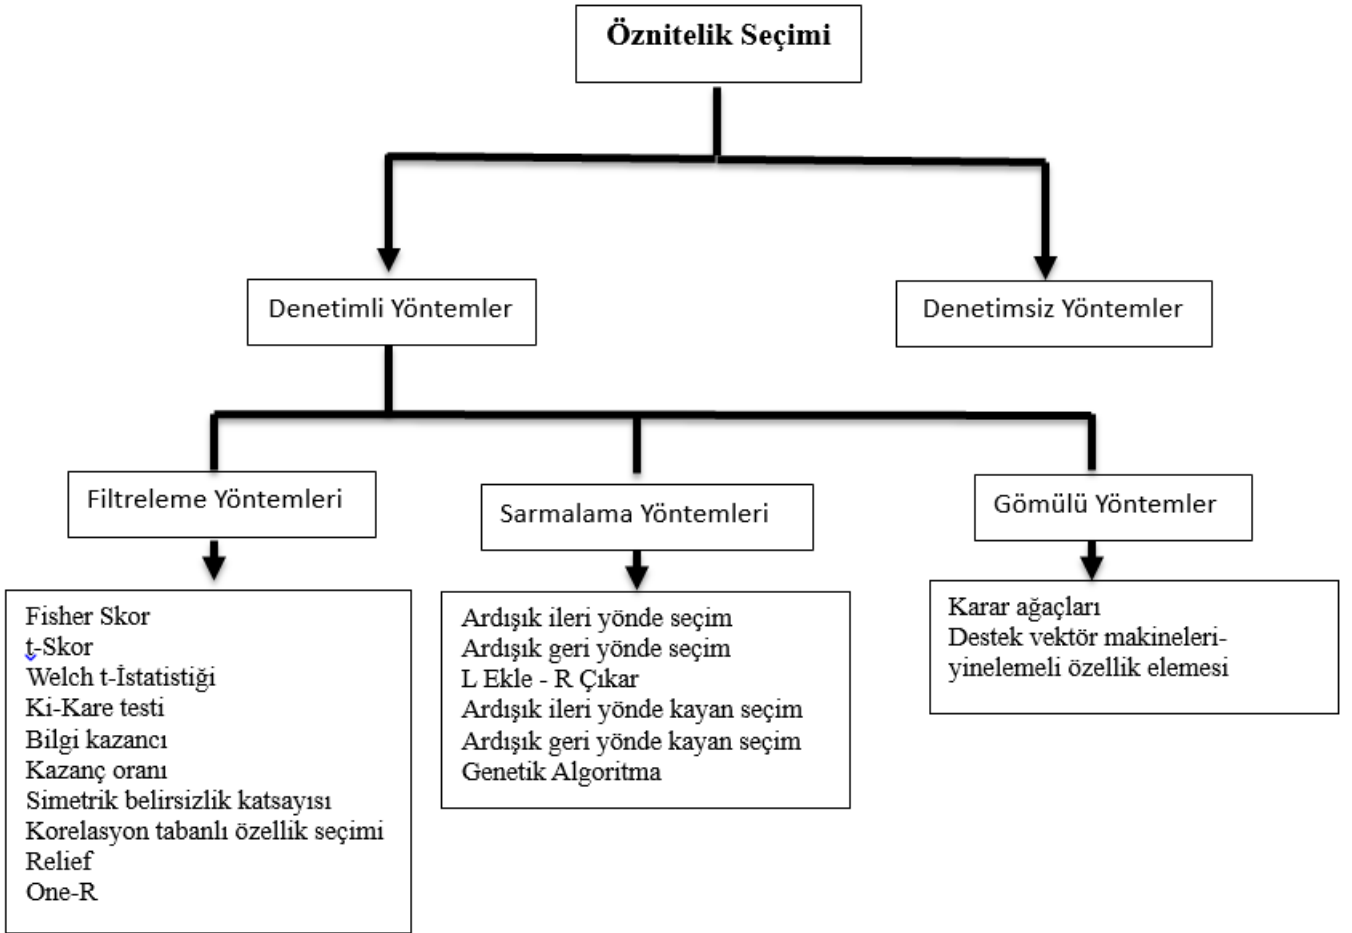 Öznitelik Seçimi
Denetimli Yöntemler
Denetimsiz Yöntemler
Filtreleme Yöntemleri
Sarmalama Yöntemleri
Gömülü Yöntemler
Fisher Skor
t-Skor
Welch t-İstatistiği
Ki-Kare testi
Bilgi kazancı
Kazanç oranı
Simetrik belirsizlik katsayısı
Korelasyon tabanlı özellik seçimi
Relief
One-R
Ardışık ileri yönde seçim
Ardışık geri yönde seçim
L Ekle - R Çıkar
Ardışık ileri yönde kayan seçim
Ardışık geri yönde kayan seçim
Genetik Algoritma
Karar ağaçları
Destek vektör makineleri-
yinelemeli özellik elemesi